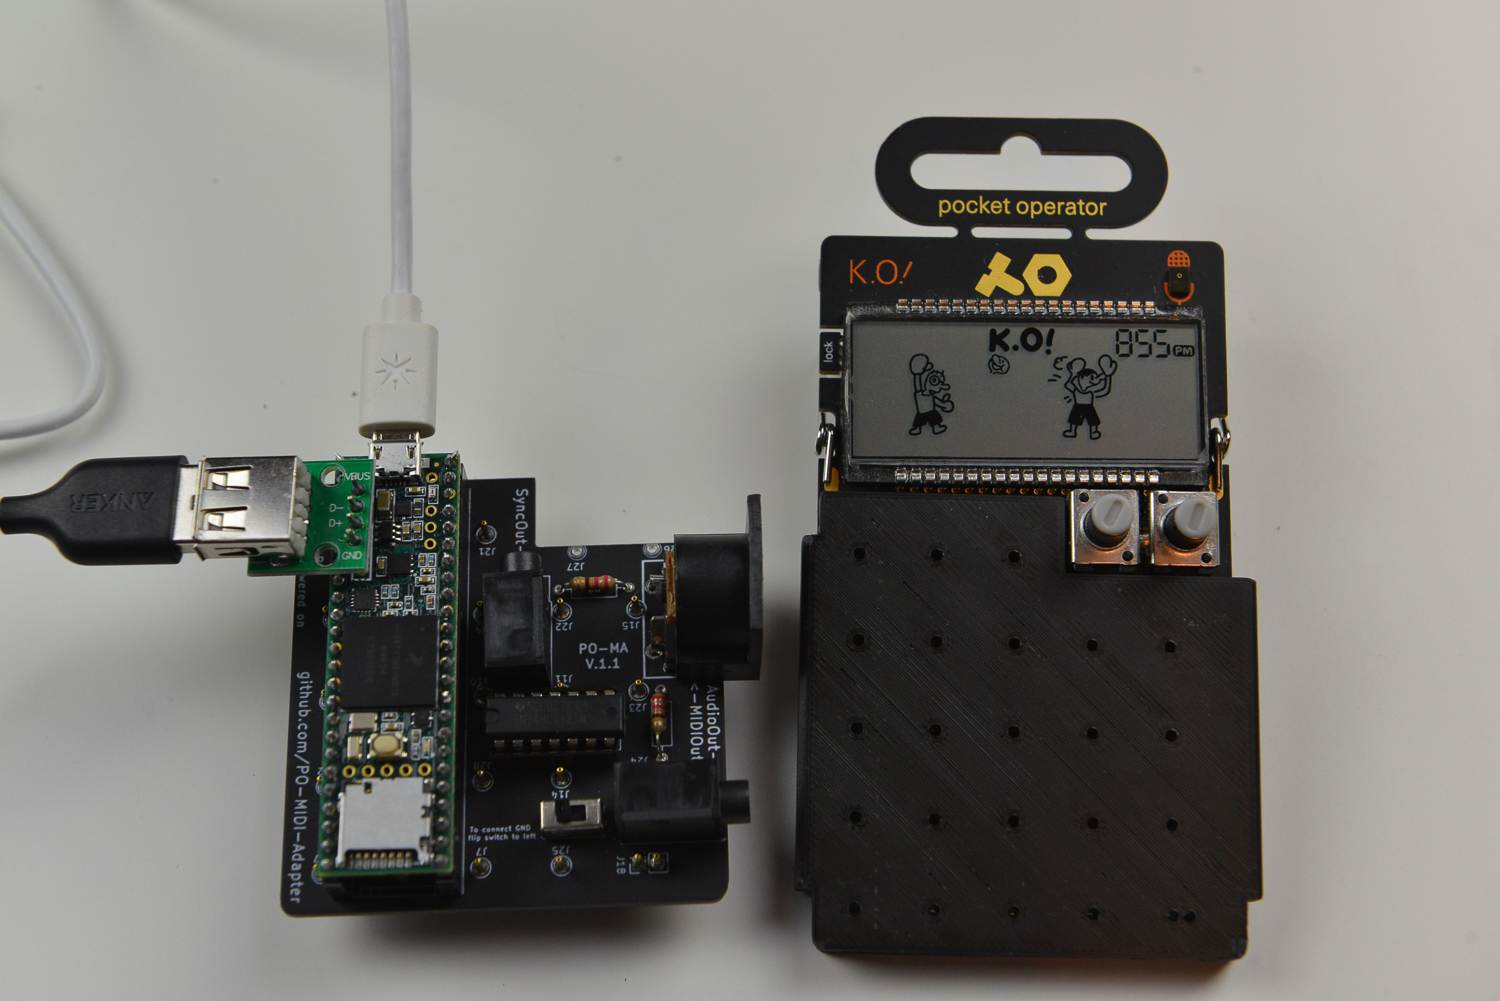 pocket operator
K.O!
K.O!
855 PM
lock
ANKER
VBUS
D-
D+
GND
SyncOut-
J21
J27
J22
J15
PO-MA
V.1.1
J11
J23
AudioOut-
<-MIDIOut
J24
J14
To connect GND
flip switch to left
J7
J25
J18
github.com/PO-MIDI-Adapter